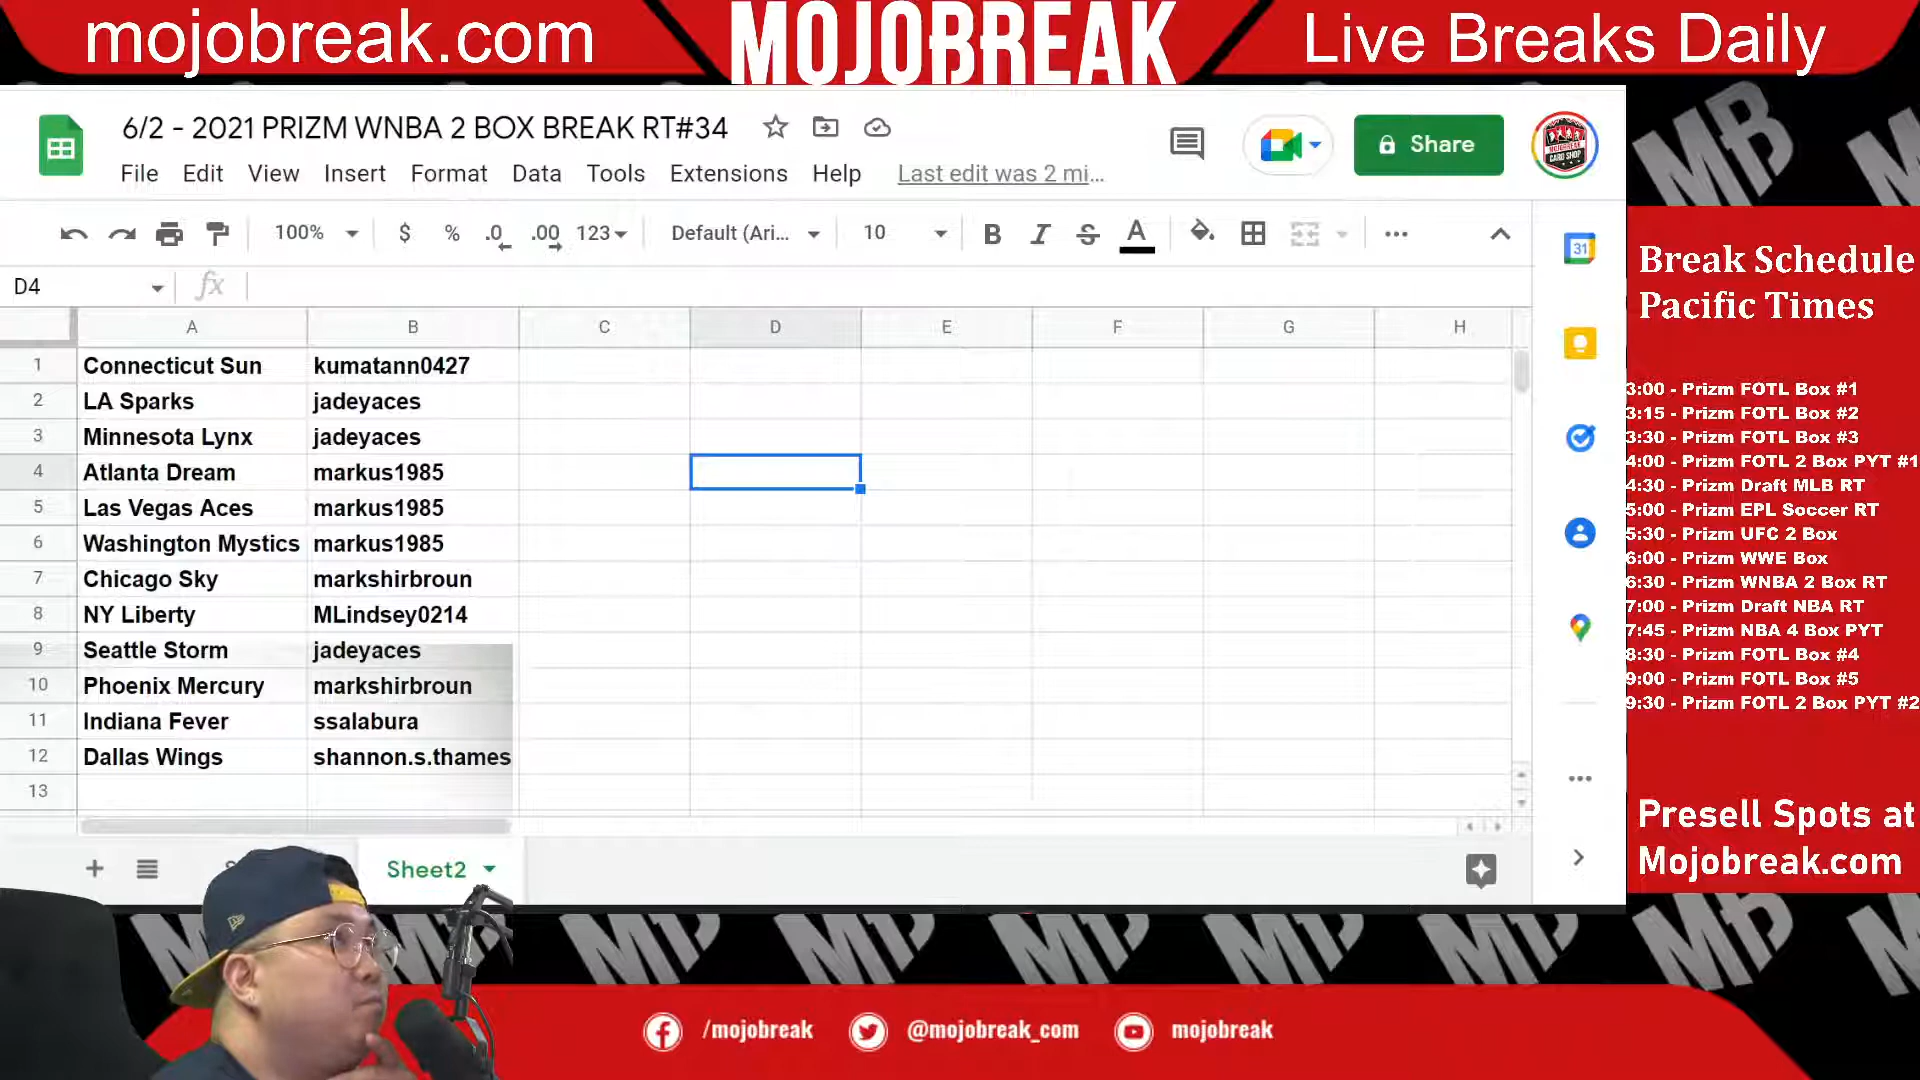 mojobreak.com
MOJOBREAK
Live Breaks Daily
6/2 - 2021 PRIZM WNBA 2 BOX BREAK RT#34
Share
File Edit View Insert Format Data Tools Extensions Help Last edit was 2 mi...
100% $ % .0 .00 123 Default (Ari... 10 B I S A ...
D4 fx
A B C D E F G H
1 Connecticut Sun kumatann0427
2 LA Sparks jadeyaces
3 Minnesota Lynx jadeyaces
4 Atlanta Dream markus1985
5 Las Vegas Aces markus1985
6 Washington Mystics markus1985
7 Chicago Sky markshirbroun
8 NY Liberty MLindsey0214
9 Seattle Storm jadeyaces
10 Phoenix Mercury markshirbroun
11 Indiana Fever ssalabura
12 Dallas Wings shannon.s.thames
13
Sheet2
31
Break Schedule
Pacific Times
3:00 - Prizm FOTL Box #1
3:15 - Prizm FOTL Box #2
3:30 - Prizm FOTL Box #3
4:00 - Prizm FOTL 2 Box PYT #1
4:30 - Prizm Draft MLB RT
5:00 - Prizm EPL Soccer RT
5:30 - Prizm UFC 2 Box
6:00 - Prizm WWE Box
6:30 - Prizm WNBA 2 Box RT
7:00 - Prizm Draft NBA RT
7:45 - Prizm NBA 4 Box PYT
8:30 - Prizm FOTL Box #4
9:00 - Prizm FOTL Box #5
9:30 - Prizm FOTL 2 Box PYT #2
Presell Spots at
Mojobreak.com
/mojobreak @mojobreak_com mojobreak